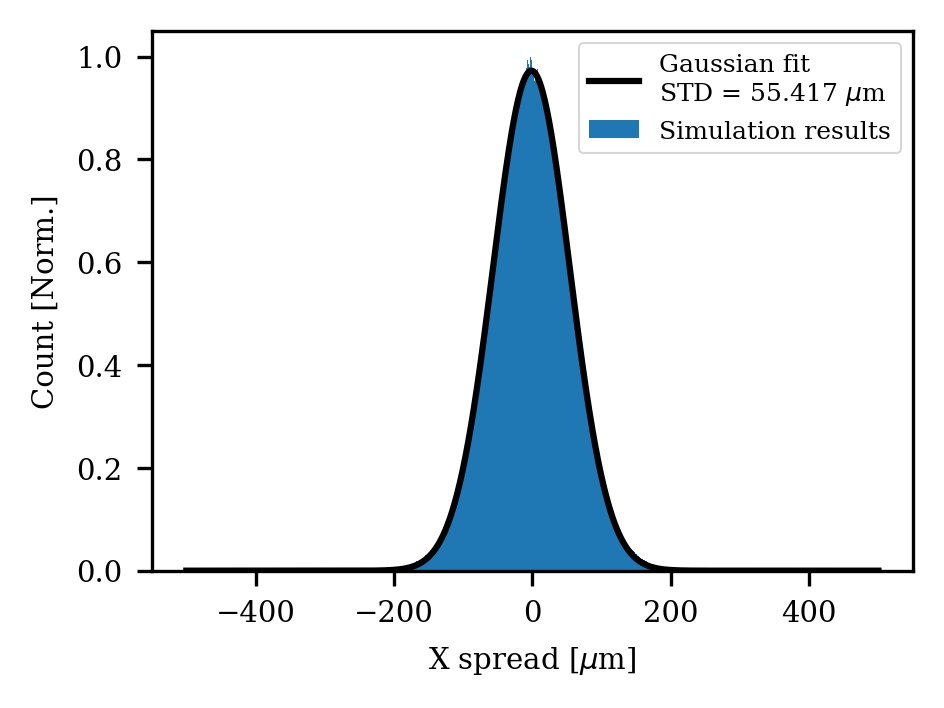 Gaussian fit
STD = 55.417 μm
Simulation results
Count [Norm.]
1.0
0.8
0.6
0.4
0.2
0.0
−400
−200
0
200
400
X spread [μm]